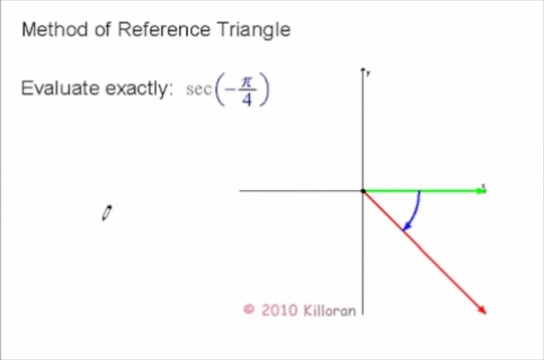 Method of Reference Triangle
Evaluate exactly: sec(-π/4)
y
© 2010 Killoran